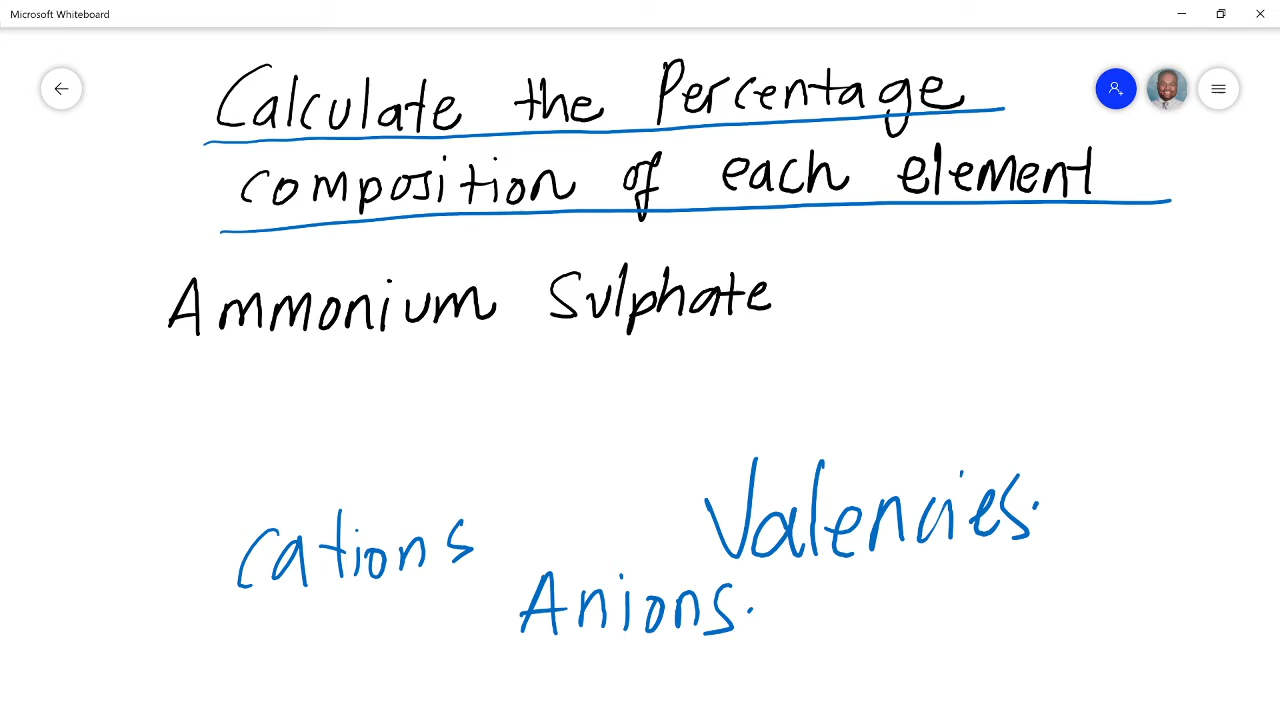 Microsoft Whiteboard
Calculate the Percentage
composition of each element
Ammonium Sulphate
Valencies.
cations
Anions.